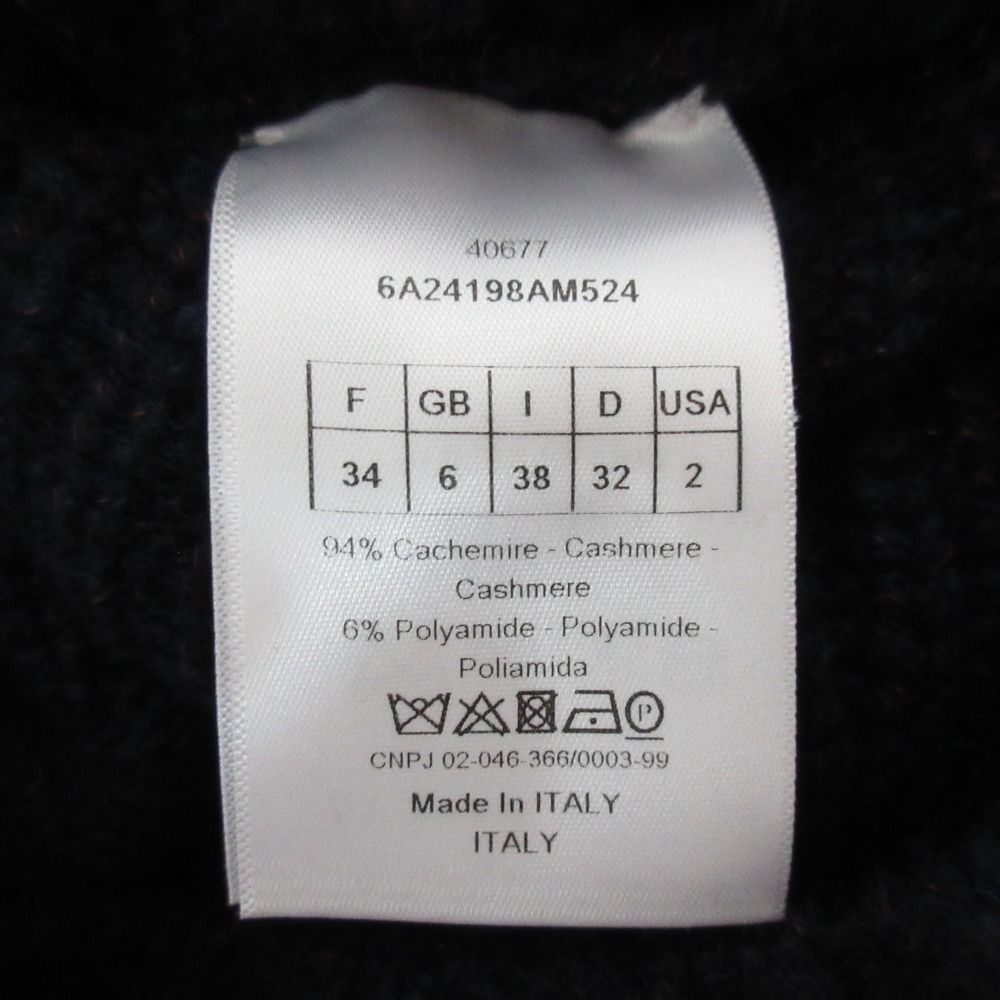 40677
6A24198AM524
F GB I D USA
34 6 38 32 2
94% Cachemire - Cashmere -
Cashmere
6% Polyamide - Polyamide -
Poliamida
P
CNPJ 02-046-366/0003-99
Made In ITALY
ITALY